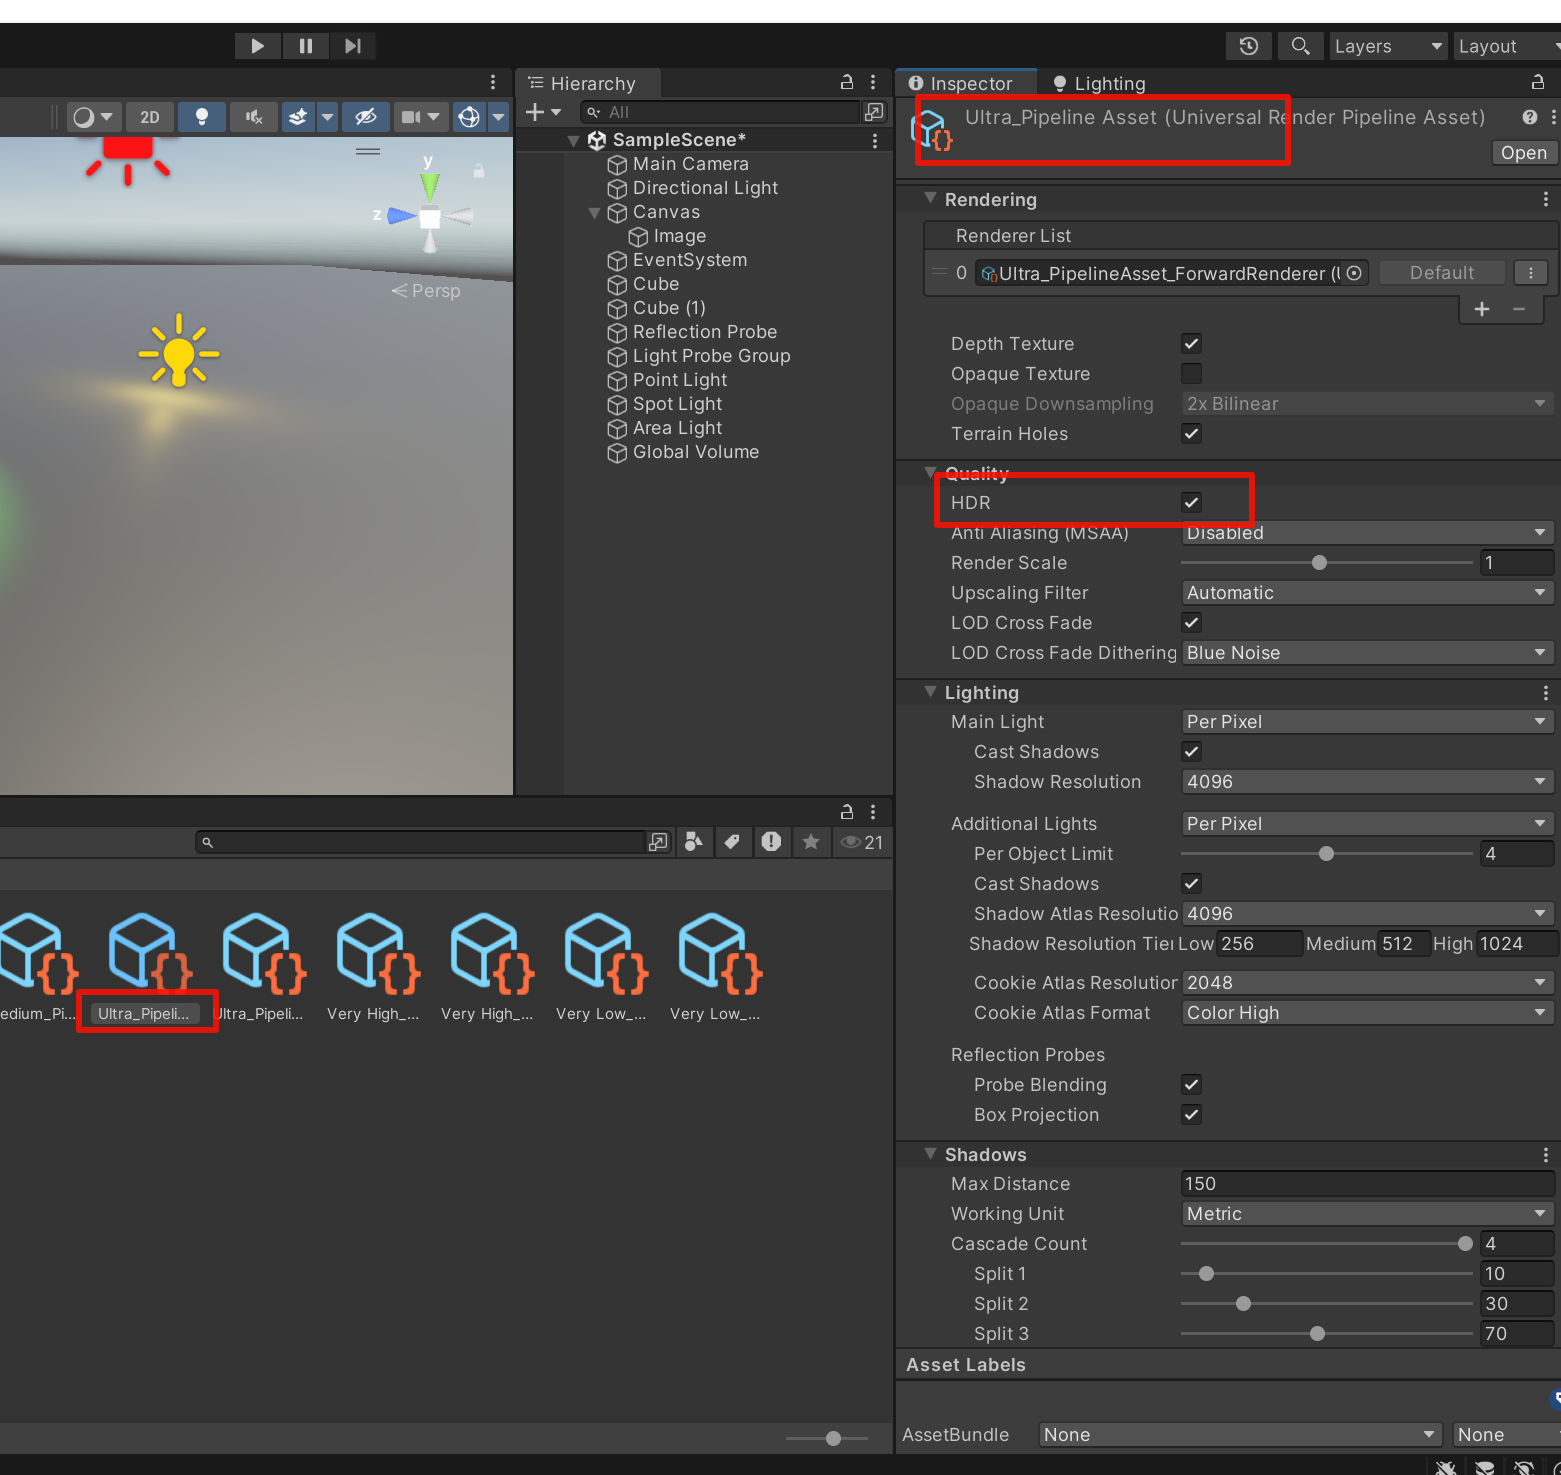 Layers
Layout
Hierarchy
Inspector
Lighting
2D
All
Ultra_Pipeline Asset (Universal Render Pipeline Asset)
Open
SampleScene*
Main Camera
Directional Light
Canvas
Image
EventSystem
Cube
Cube (1)
Reflection Probe
Light Probe Group
Point Light
Spot Light
Area Light
Global Volume
y
z
Persp
Rendering
Renderer List
0 Ultra_PipelineAsset_ForwardRenderer (U Default
Depth Texture
Opaque Texture
Opaque Downsampling 2x Bilinear
Terrain Holes
Quality
HDR
Anti Aliasing (MSAA) Disabled
Render Scale 1
Upscaling Filter Automatic
LOD Cross Fade
LOD Cross Fade Dithering Blue Noise
Lighting
Main Light Per Pixel
Cast Shadows
Shadow Resolution 4096
Additional Lights Per Pixel
Per Object Limit 4
Cast Shadows
Shadow Atlas Resolutio 4096
Shadow Resolution Tier Low 256 Medium 512 High 1024
Cookie Atlas Resolution 2048
Cookie Atlas Format Color High
Reflection Probes
Probe Blending
Box Projection
Shadows
Max Distance 150
Working Unit Metric
Cascade Count 4
Split 1 10
Split 2 30
Split 3 70
Asset Labels
AssetBundle None None
21
edium_Pi... Ultra_Pipeli... Ultra_Pipeli... Very High_... Very High_... Very Low_... Very Low_...